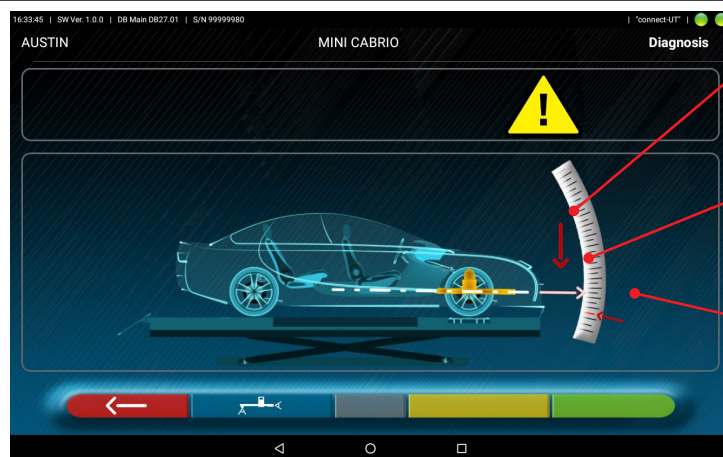 16:33:45 | SW Ver. 1.0.0 | DB Main DB27.01 | S/N 99999980 | "connect-UT" |
AUSTIN MINI CABRIO Diagnosis
!